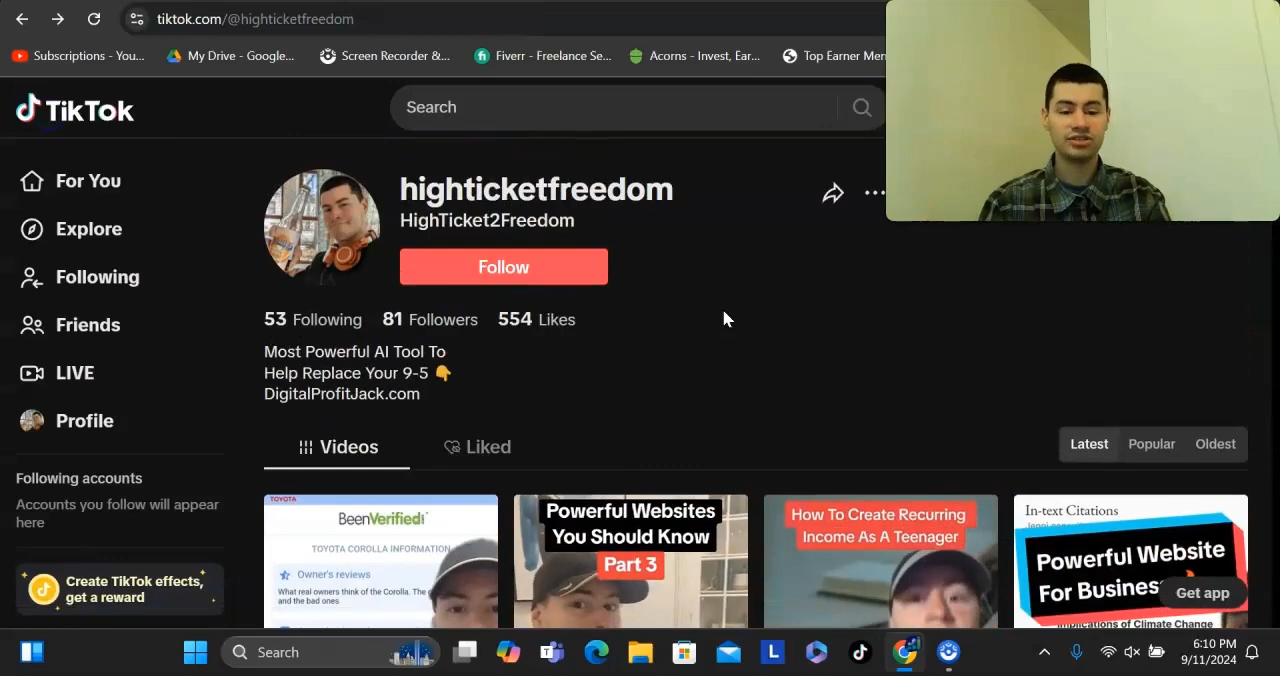 tiktok.com/@highticketfreedom
Subscriptions - You...
My Drive - Google...
Screen Recorder &...
Fiverr - Freelance Se...
Acorns - Invest, Ear...
Top Earner Men
TikTok
Search
For You
Explore
Following
Friends
LIVE
Profile
Following accounts
Accounts you follow will appear
here
Create TikTok effects,
get a reward
highticketfreedom
HighTicket2Freedom
Follow
53 Following 81 Followers 554 Likes
Most Powerful AI Tool To
Help Replace Your 9-5 👇
DigitalProfitJack.com
Videos
Liked
Latest
Popular
Oldest
TOYOTA
BeenVerified
TOYOTA COROLLA INFORMATION
Owner's reviews
What real owners think of the Corolla. The
and the bad ones
Powerful Websites
You Should Know
Part 3
How To Create Recurring
Income As A Teenager
In-text Citations
Powerful Website
For Business
Implications of Climate Change
Get app
Search
6:10 PM
9/11/2024